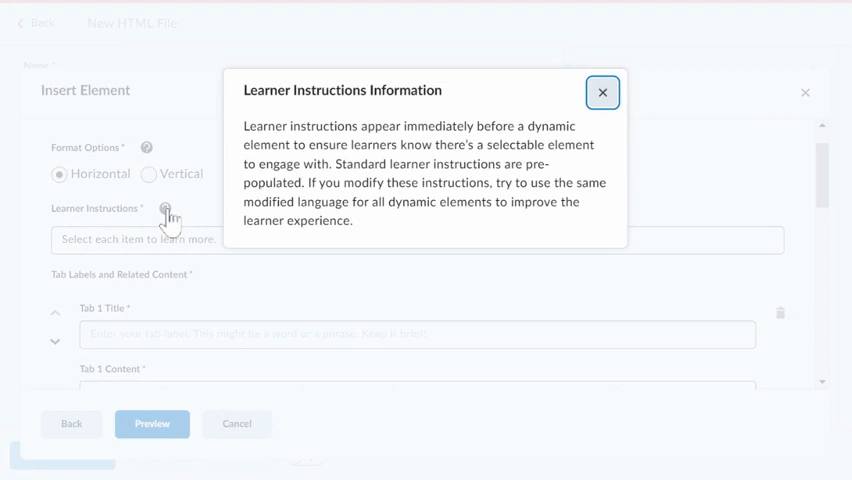 Back
New HTML File
Name *
Insert Element
Learner Instructions Information
Learner instructions appear immediately before a dynamic
element to ensure learners know there's a selectable element
to engage with. Standard learner instructions are pre-
populated. If you modify these instructions, try to use the same
modified language for all dynamic elements to improve the
learner experience.
Format Options *
Horizontal Vertical
Learner Instructions *
Select each item to learn more.
Tab Labels and Related Content *
Tab 1 Title *
Enter your tab label. This might be a word or a phrase. Keep it brief!
Tab 1 Content *
Back Preview Cancel